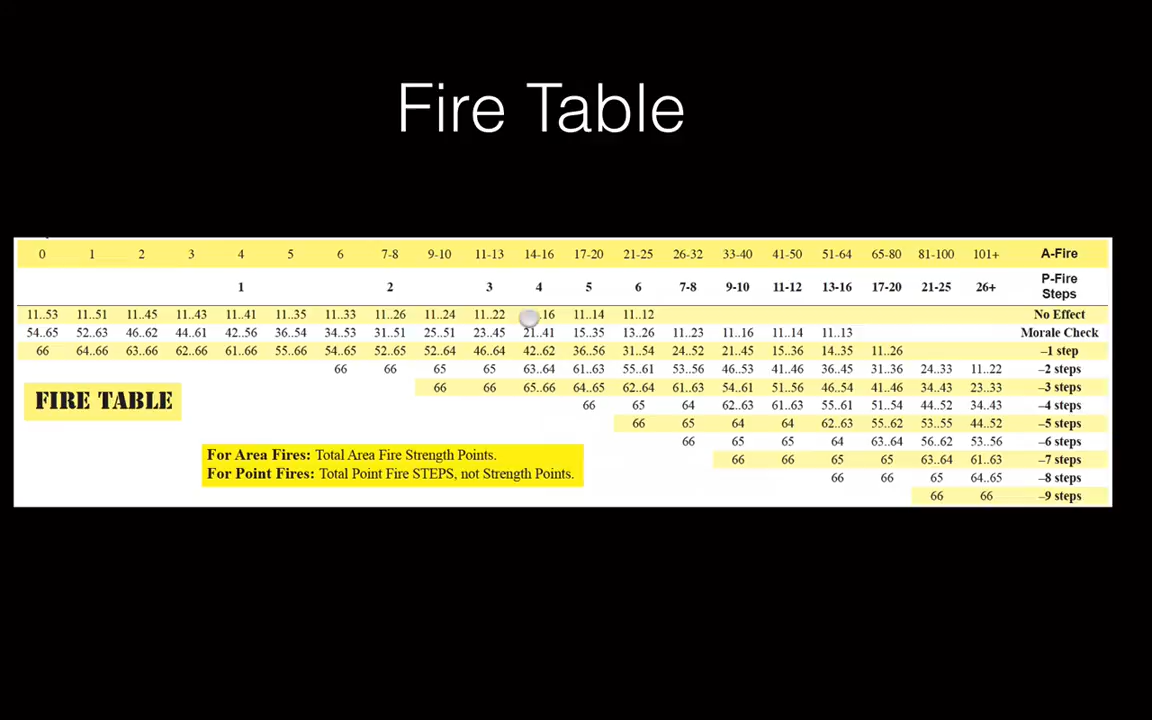 Fire Table
0 1 2 3 4 5 6 7-8 9-10 11-13 14-16 17-20 21-25 26-32 33-40 41-50 51-64 65-80 81-100 101+ A-Fire
1 2 3 4 5 6 7-8 9-10 11-12 13-16 17-20 21-25 26+ P-Fire Steps
11..53 11..51 11..45 11..43 11..41 11..35 11..33 11..26 11..24 11..22 .16 11..14 11..12 No Effect
54..65 52..63 46..62 44..61 42..56 36..54 34..53 31..51 25..51 23..45 21..41 15..35 13..26 11..23 11..16 11..14 11..13 Morale Check
66 64..66 63..66 62..66 61..66 55..66 54..65 52..65 52..64 46..64 42..62 36..56 31..54 24..52 21..45 15..36 14..35 11..26 –1 step
66 66 65 65 63..64 61..63 55..61 53..56 46..53 41..46 36..45 31..36 24..33 11..22 –2 steps
66 66 65..66 64..65 62..64 61..63 54..61 51..56 46..54 41..46 34..43 23..33 –3 steps
66 65 64 62..63 61..63 55..61 51..54 44..52 34..43 –4 steps
66 65 64 64 62..63 55..62 53..55 44..52 –5 steps
66 65 65 64 63..64 56..62 53..56 –6 steps
66 66 65 65 63..64 61..63 –7 steps
66 66 65 64..65 –8 steps
66 66 –9 steps
FIRE TABLE
For Area Fires: Total Area Fire Strength Points.
For Point Fires: Total Point Fire STEPS, not Strength Points.